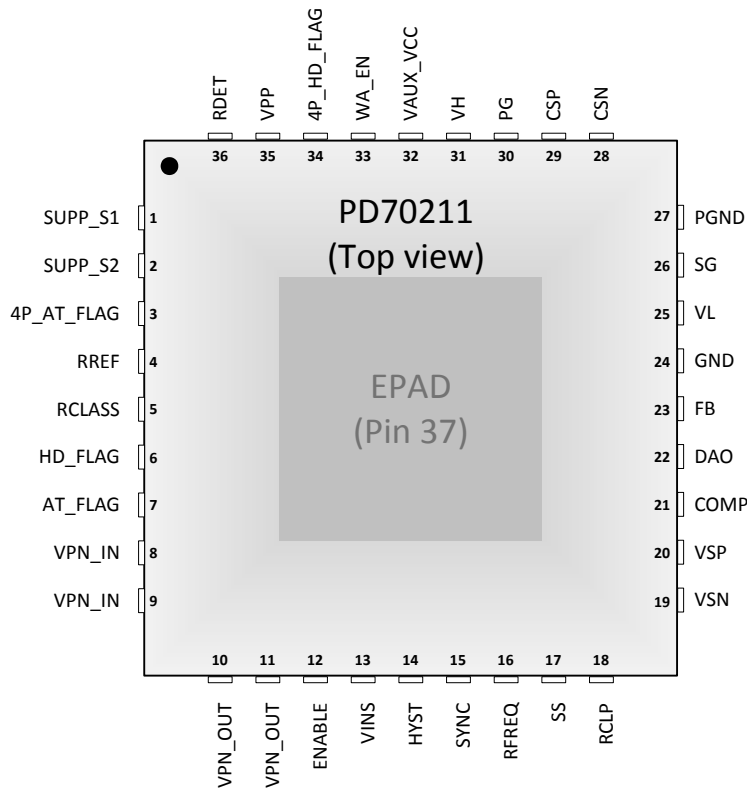 RDET
VPP
4P_HD_FLAG
WA_EN
VAUX_VCC
VH
PG
CSP
CSN
36
35
34
33
32
31
30
29
28
PD70211
(Top view)
SUPP_S1 1
SUPP_S2 2
4P_AT_FLAG 3
RREF 4
RCLASS 5
HD_FLAG 6
AT_FLAG 7
VPN_IN 8
VPN_IN 9
EPAD
(Pin 37)
27 PGND
26 SG
25 VL
24 GND
23 FB
22 DAO
21 COMP
20 VSP
19 VSN
10
11
12
13
14
15
16
17
18
VPN_OUT
VPN_OUT
ENABLE
VINS
HYST
SYNC
RFREQ
SS
RCLP